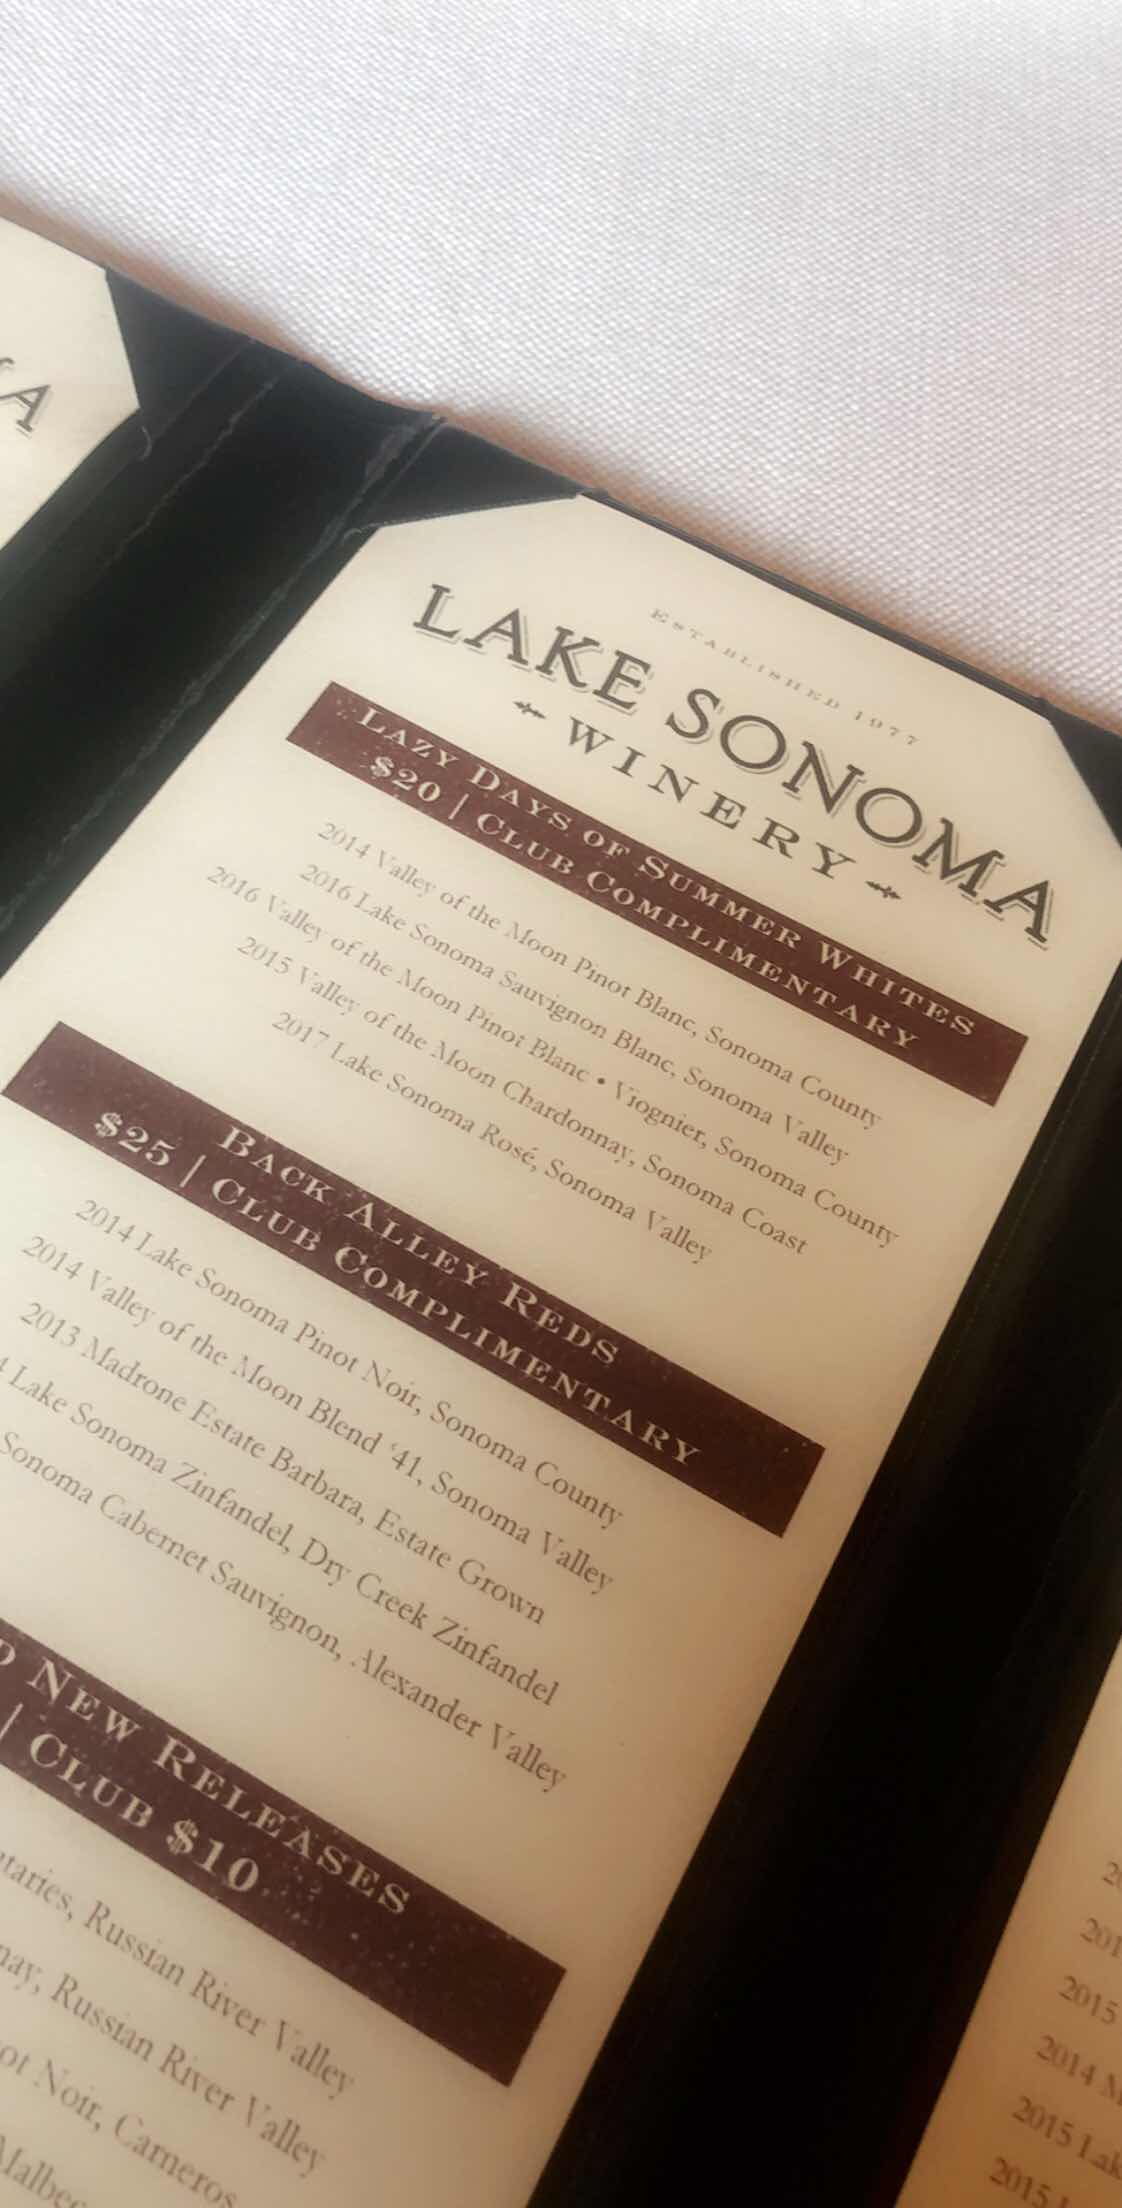 ESTABLISHED 1977
LAKE SONOMA
WINERY
LAZY DAYS OF SUMMER WHITES
$20 | CLUB COMPLIMENTARY
2014 Valley of the Moon Pinot Blanc, Sonoma County
2016 Lake Sonoma Sauvignon Blanc, Sonoma Valley
2016 Valley of the Moon Pinot Blanc • Viognier, Sonoma County
2015 Valley of the Moon Chardonnay, Sonoma Coast
2017 Lake Sonoma Rosé, Sonoma Valley
BACK ALLEY REDS
$25 | CLUB COMPLIMENTARY
2014 Lake Sonoma Pinot Noir, Sonoma County
2014 Valley of the Moon Blend ‘41, Sonoma Valley
2013 Madrone Estate Barbara, Estate Grown
Lake Sonoma Zinfandel, Dry Creek Zinfandel
Sonoma Cabernet Sauvignon, Alexander Valley
NEW RELEASES
| CLUB $10
Russian River Valley
Russian River Valley
Noir, Carneros
Malbec
2015
2014
2015
2015